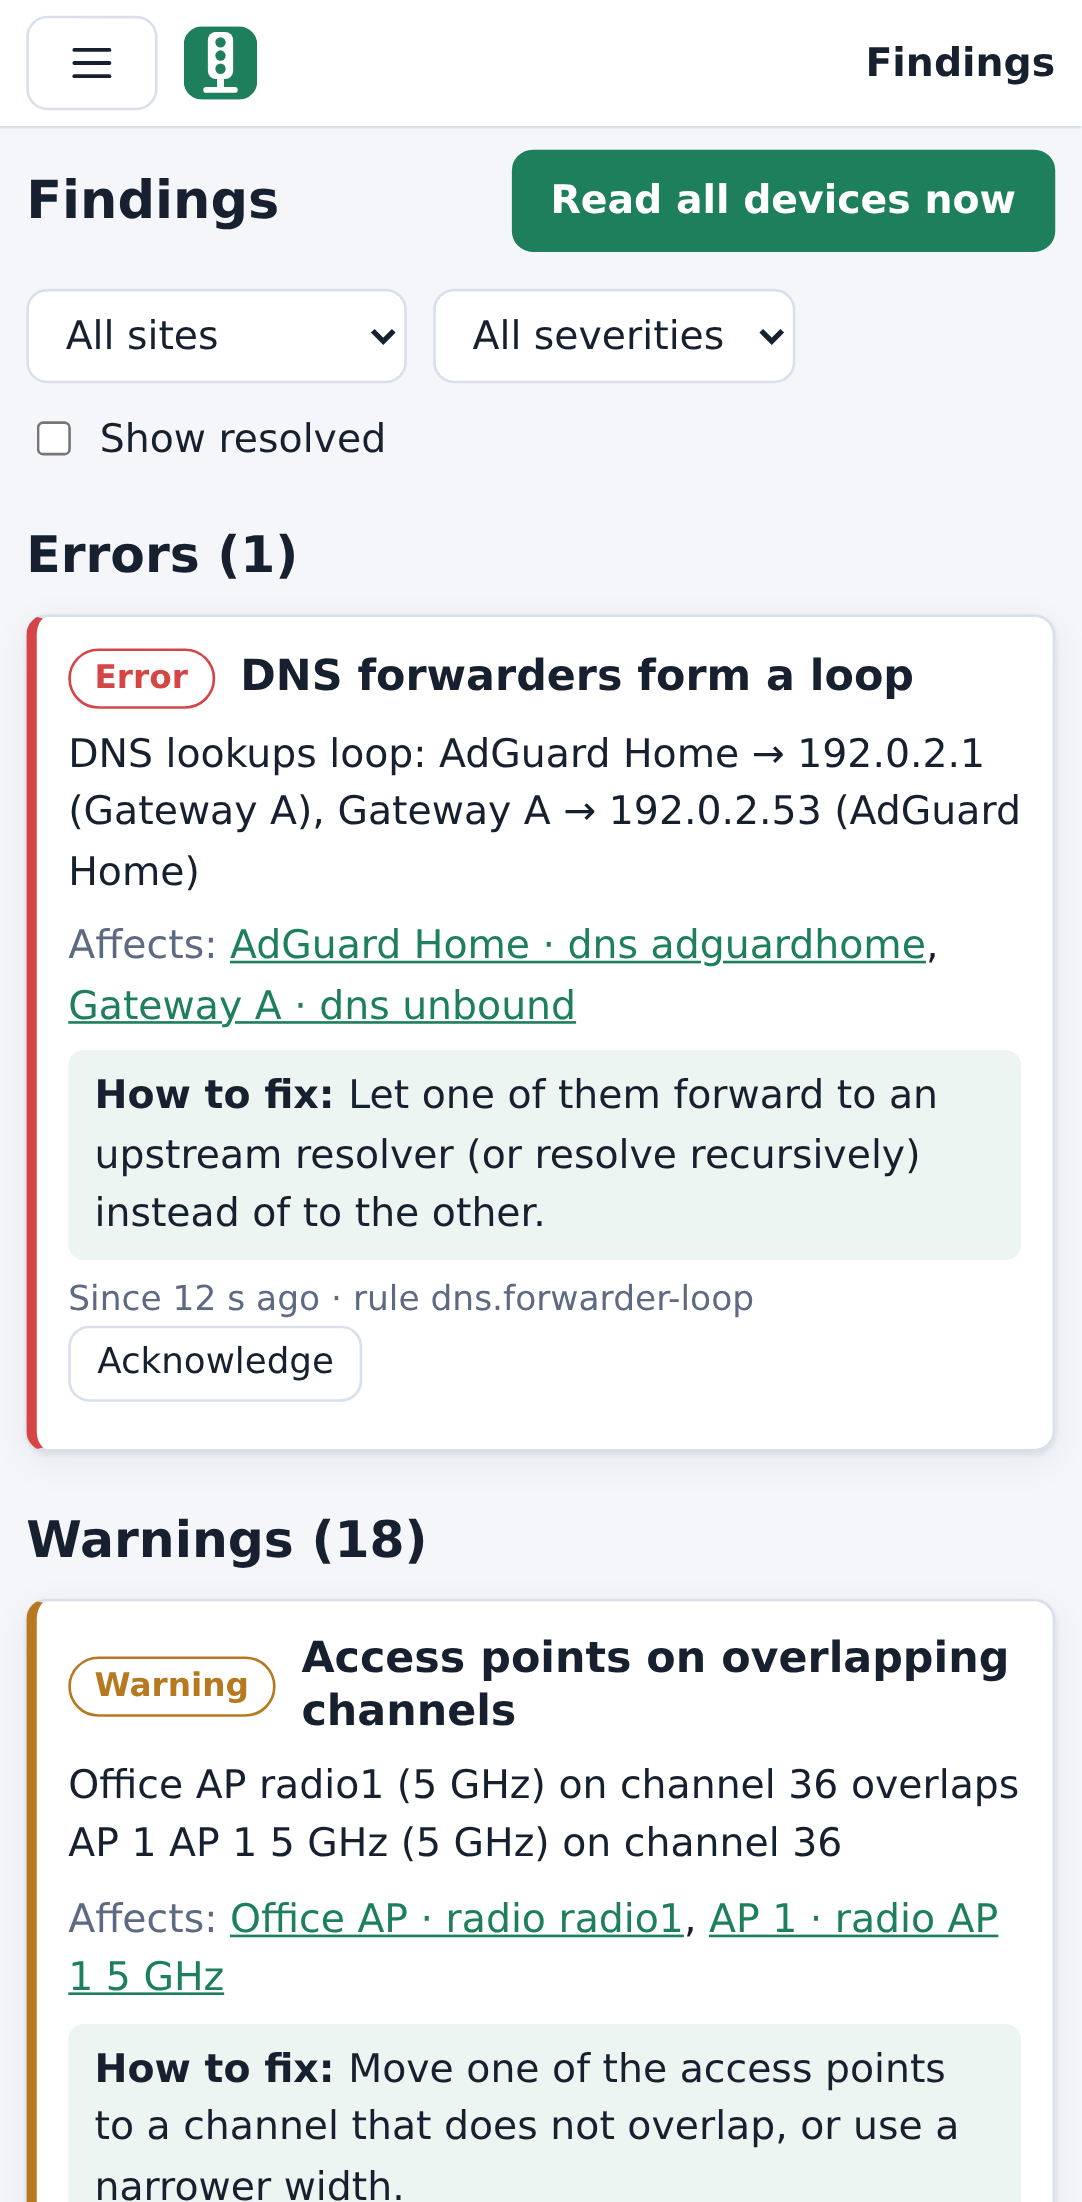 Findings
Findings
Read all devices now
All sites
All severities
Show resolved
Errors (1)
Error
DNS forwarders form a loop
DNS lookups loop: AdGuard Home → 192.0.2.1
(Gateway A), Gateway A → 192.0.2.53 (AdGuard
Home)
Affects: AdGuard Home · dns adguardhome,
Gateway A · dns unbound
How to fix: Let one of them forward to an
upstream resolver (or resolve recursively)
instead of to the other.
Since 12 s ago · rule dns.forwarder-loop
Acknowledge
Warnings (18)
Warning
Access points on overlapping
channels
Office AP radio1 (5 GHz) on channel 36 overlaps
AP 1 AP 1 5 GHz (5 GHz) on channel 36
Affects: Office AP · radio radio1, AP 1 · radio AP
1 5 GHz
How to fix: Move one of the access points
to a channel that does not overlap, or use a
narrower width.